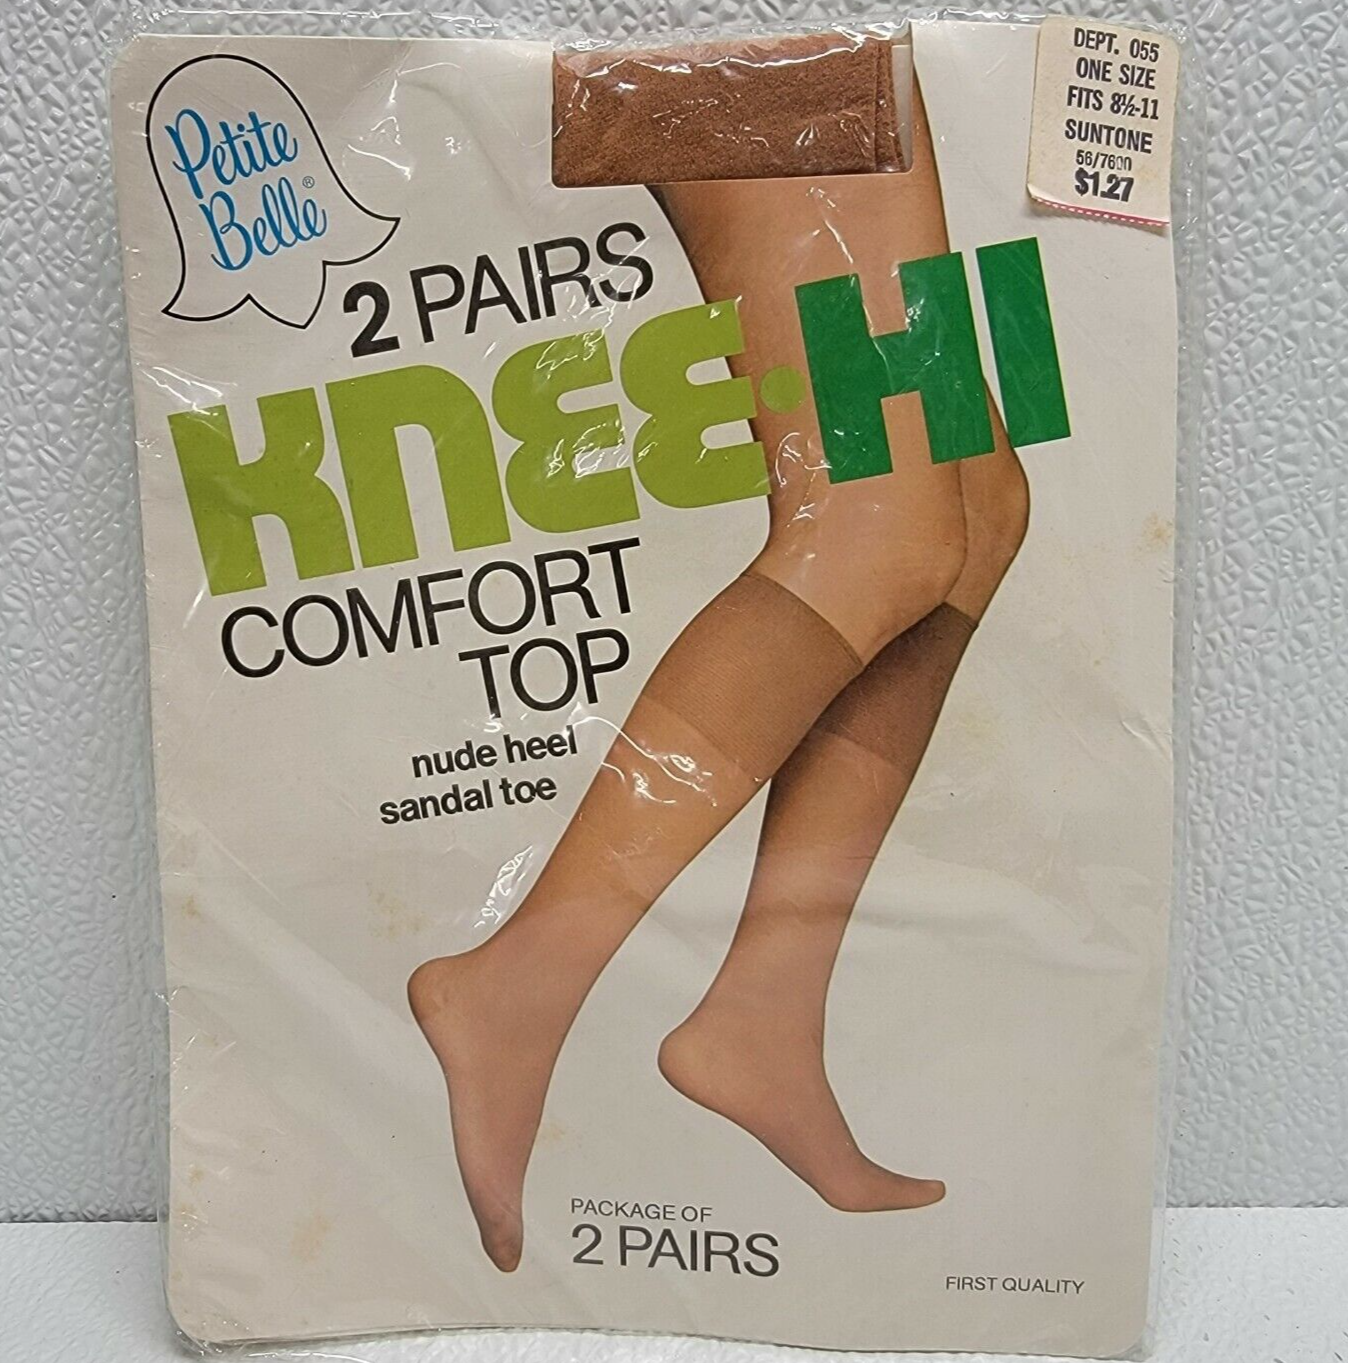 Petite
Belle®
DEPT. 055
ONE SIZE
FITS 8½-11
SUNTONE
56/7600
$1.27
2 PAIRS
KNEE·HI
COMFORT
TOP
nude heel
sandal toe
PACKAGE OF
2 PAIRS
FIRST QUALITY